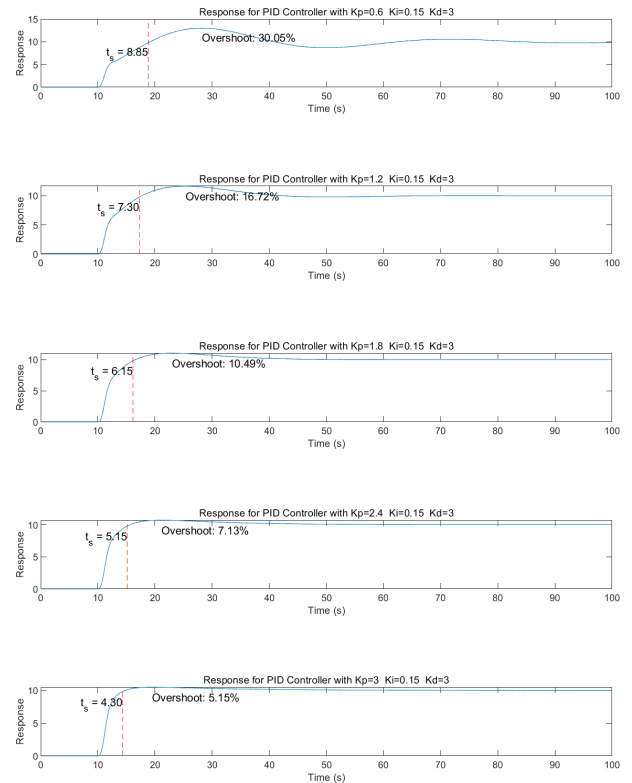 Response for PID Controller with Kp=0.6 Ki=0.15 Kd=3
15
10
5
0
Response
t_s = 8.85
Overshoot: 30.05%
0 10 20 30 40 50 60 70 80 90 100
Time (s)
Response for PID Controller with Kp=1.2 Ki=0.15 Kd=3
10
5
0
Response
t_s = 7.30
Overshoot: 16.72%
0 10 20 30 40 50 60 70 80 90 100
Time (s)
Response for PID Controller with Kp=1.8 Ki=0.15 Kd=3
10
5
0
Response
t_s = 6.15
Overshoot: 10.49%
0 10 20 30 40 50 60 70 80 90 100
Time (s)
Response for PID Controller with Kp=2.4 Ki=0.15 Kd=3
10
5
0
Response
t_s = 5.15
Overshoot: 7.13%
0 10 20 30 40 50 60 70 80 90 100
Time (s)
Response for PID Controller with Kp=3 Ki=0.15 Kd=3
10
5
0
Response
t_s = 4.30
Overshoot: 5.15%
0 10 20 30 40 50 60 70 80 90 100
Time (s)